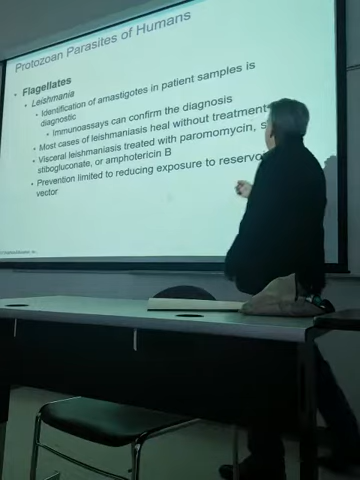 Protozoan Parasites of Humans
• Flagellates
• Leishmania
• Identification of amastigotes in patient samples is
diagnostic
• Immunoassays can confirm the diagnosis
• Most cases of leishmaniasis heal without treatment
• Visceral leishmaniasis treated with paromomycin,
stibogluconate, or amphotericin B
• Prevention limited to reducing exposure to
vector